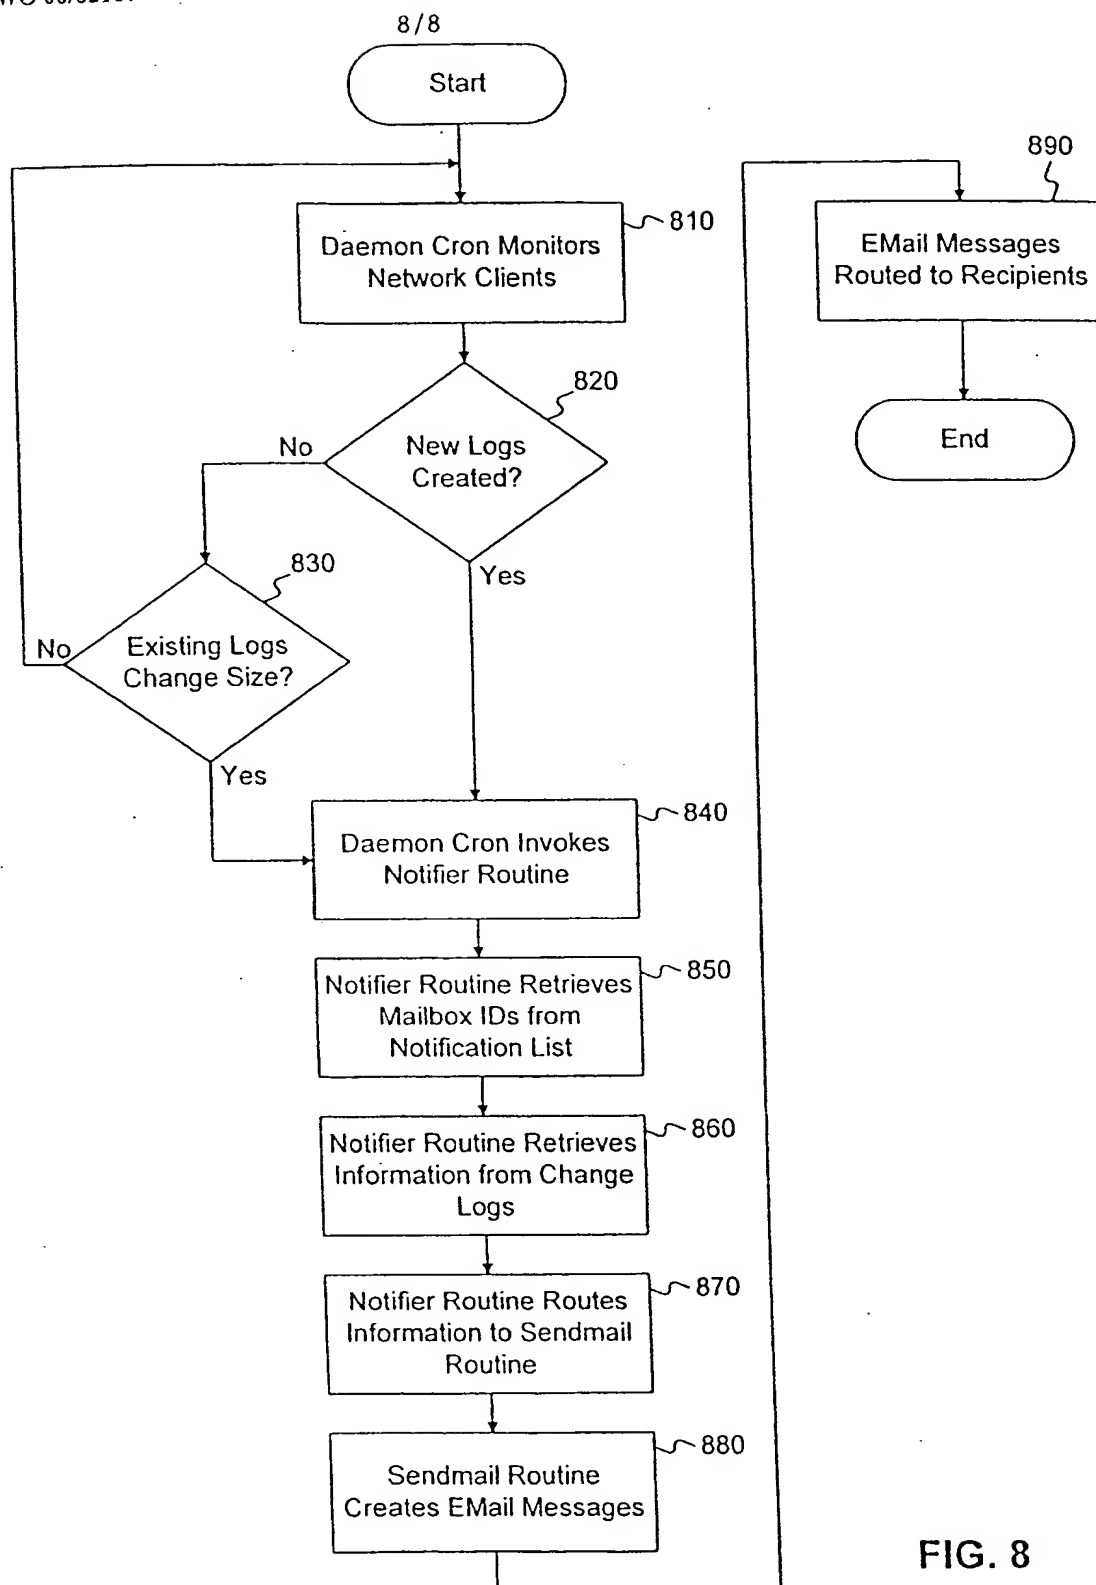 8/8
Start
810
Daemon Cron Monitors
Network Clients
820
New Logs
Created?
No
Yes
830
Existing Logs
Change Size?
No
Yes
840
Daemon Cron Invokes
Notifier Routine
850
Notifier Routine Retrieves
Mailbox IDs from
Notification List
860
Notifier Routine Retrieves
Information from Change
Logs
870
Notifier Routine Routes
Information to Sendmail
Routine
880
Sendmail Routine
Creates EMail Messages
890
EMail Messages
Routed to Recipients
End
FIG. 8